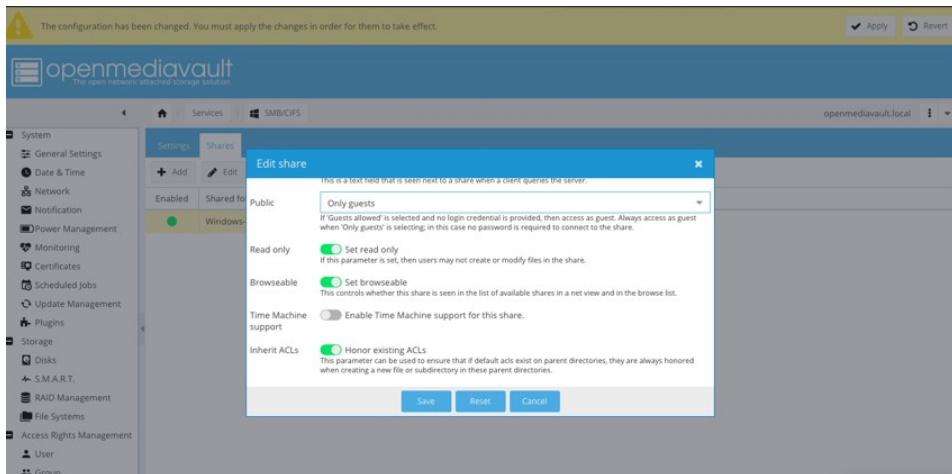 The configuration has been changed. You must apply the changes in order for them to take effect.
Apply
Revert
openmediavault
The open network attached storage solution
Services
SMB/CIFS
openmediavault.local
System
General Settings
Date & Time
Network
Notification
Power Management
Monitoring
Certificates
Scheduled Jobs
Update Management
Plugins
Storage
Disks
S.M.A.R.T.
RAID Management
File Systems
Access Rights Management
User
Group
Settings
Shares
Add
Edit
Enabled
Shared fo
Windows-
Edit share
This is a text field that is seen next to a share when a client queries the server.
Public
Only guests
If 'Guests allowed' is selected and no login credential is provided, then access as guest. Always access as guest
when 'Only guests' is selecting; in this case no password is required to connect to the share.
Read only
Set read only
If this parameter is set, then users may not create or modify files in the share.
Browseable
Set browseable
This controls whether this share is seen in the list of available shares in a net view and in the browse list.
Time Machine
support
Enable Time Machine support for this share.
Inherit ACLs
Honor existing ACLs
This parameter can be used to ensure that if default acls exist on parent directories, they are always honored
when creating a new file or subdirectory in these parent directories.
Save
Reset
Cancel